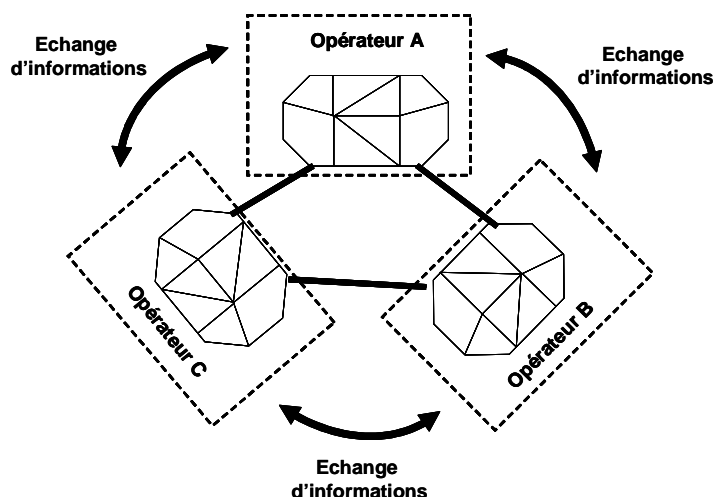 Opérateur A
Echange
d'informations
Echange
d'informations
Opérateur C
Opérateur B
Echange
d'informations